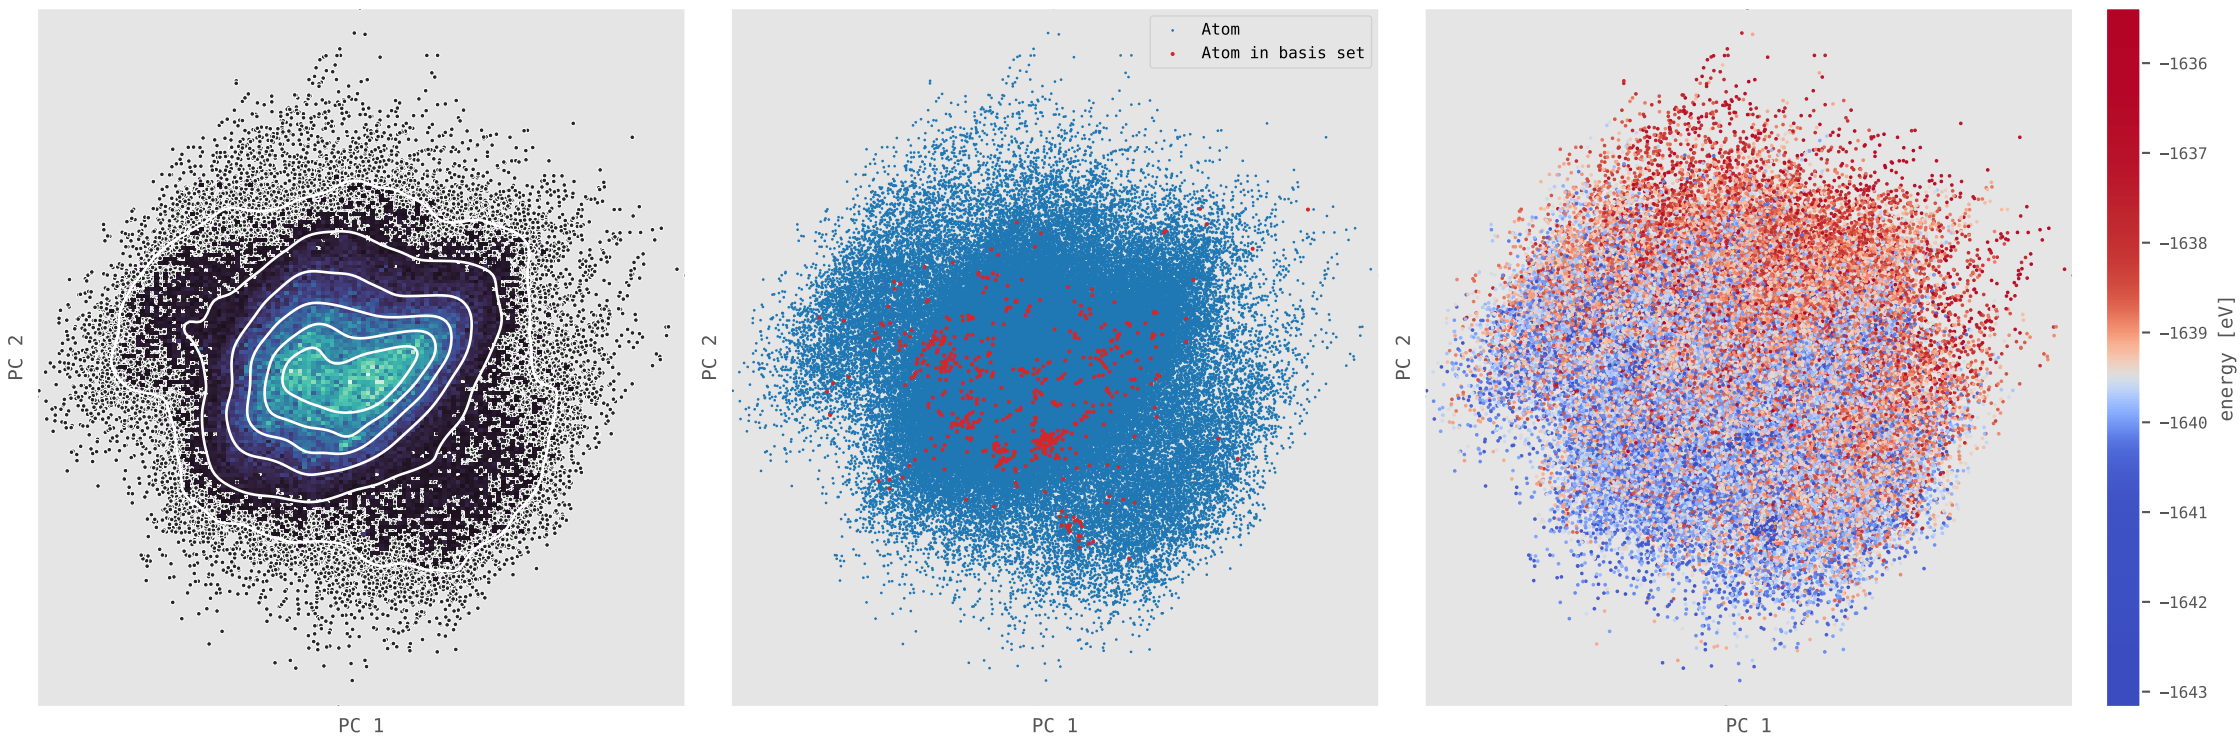 PC 2
PC 1
Atom
Atom in basis set
PC 2
PC 1
PC 2
PC 1
−1636
−1637
−1638
−1639
−1640
−1641
−1642
−1643
energy [eV]